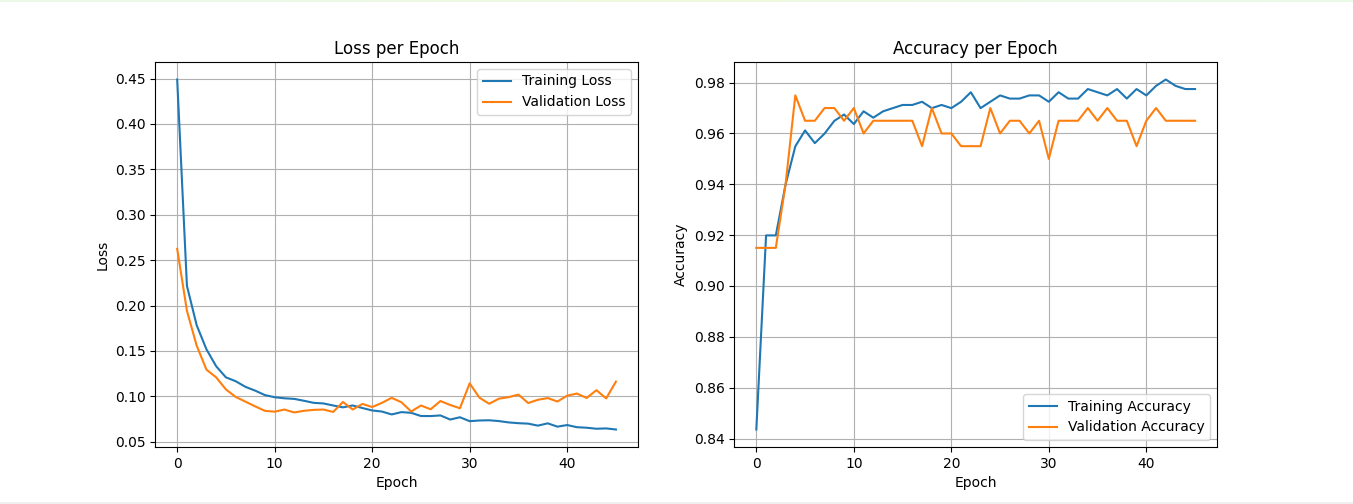 Loss per Epoch
Training Loss
Validation Loss
0.45
0.40
0.35
0.30
0.25
0.20
0.15
0.10
0.05
Loss
0
10
20
30
40
Epoch
Accuracy per Epoch
0.98
0.96
0.94
0.92
0.90
0.88
0.86
0.84
Accuracy
Training Accuracy
Validation Accuracy
0
10
20
30
40
Epoch